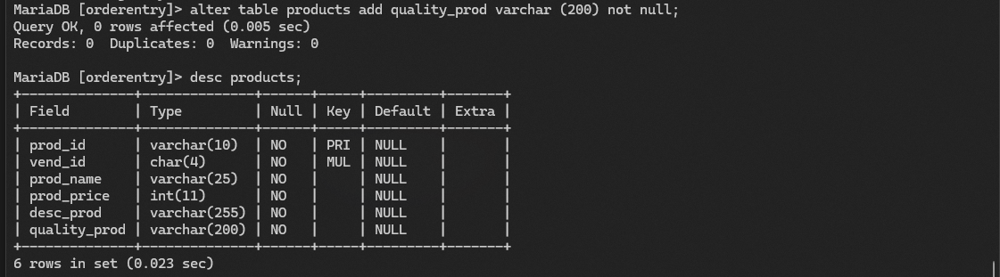 MariaDB [orderentry]> alter table products add quality_prod varchar (200) not null;
Query OK, 0 rows affected (0.005 sec)
Records: 0  Duplicates: 0  Warnings: 0

MariaDB [orderentry]> desc products;
+--------------+--------------+------+-----+---------+-------+
| Field        | Type         | Null | Key | Default | Extra |
+--------------+--------------+------+-----+---------+-------+
| prod_id      | varchar(10)  | NO   | PRI | NULL    |       |
| vend_id      | char(4)      | NO   | MUL | NULL    |       |
| prod_name    | varchar(25)  | NO   |     | NULL    |       |
| prod_price   | int(11)      | NO   |     | NULL    |       |
| desc_prod    | varchar(255) | NO   |     | NULL    |       |
| quality_prod | varchar(200) | NO   |     | NULL    |       |
+--------------+--------------+------+-----+---------+-------+
6 rows in set (0.023 sec)